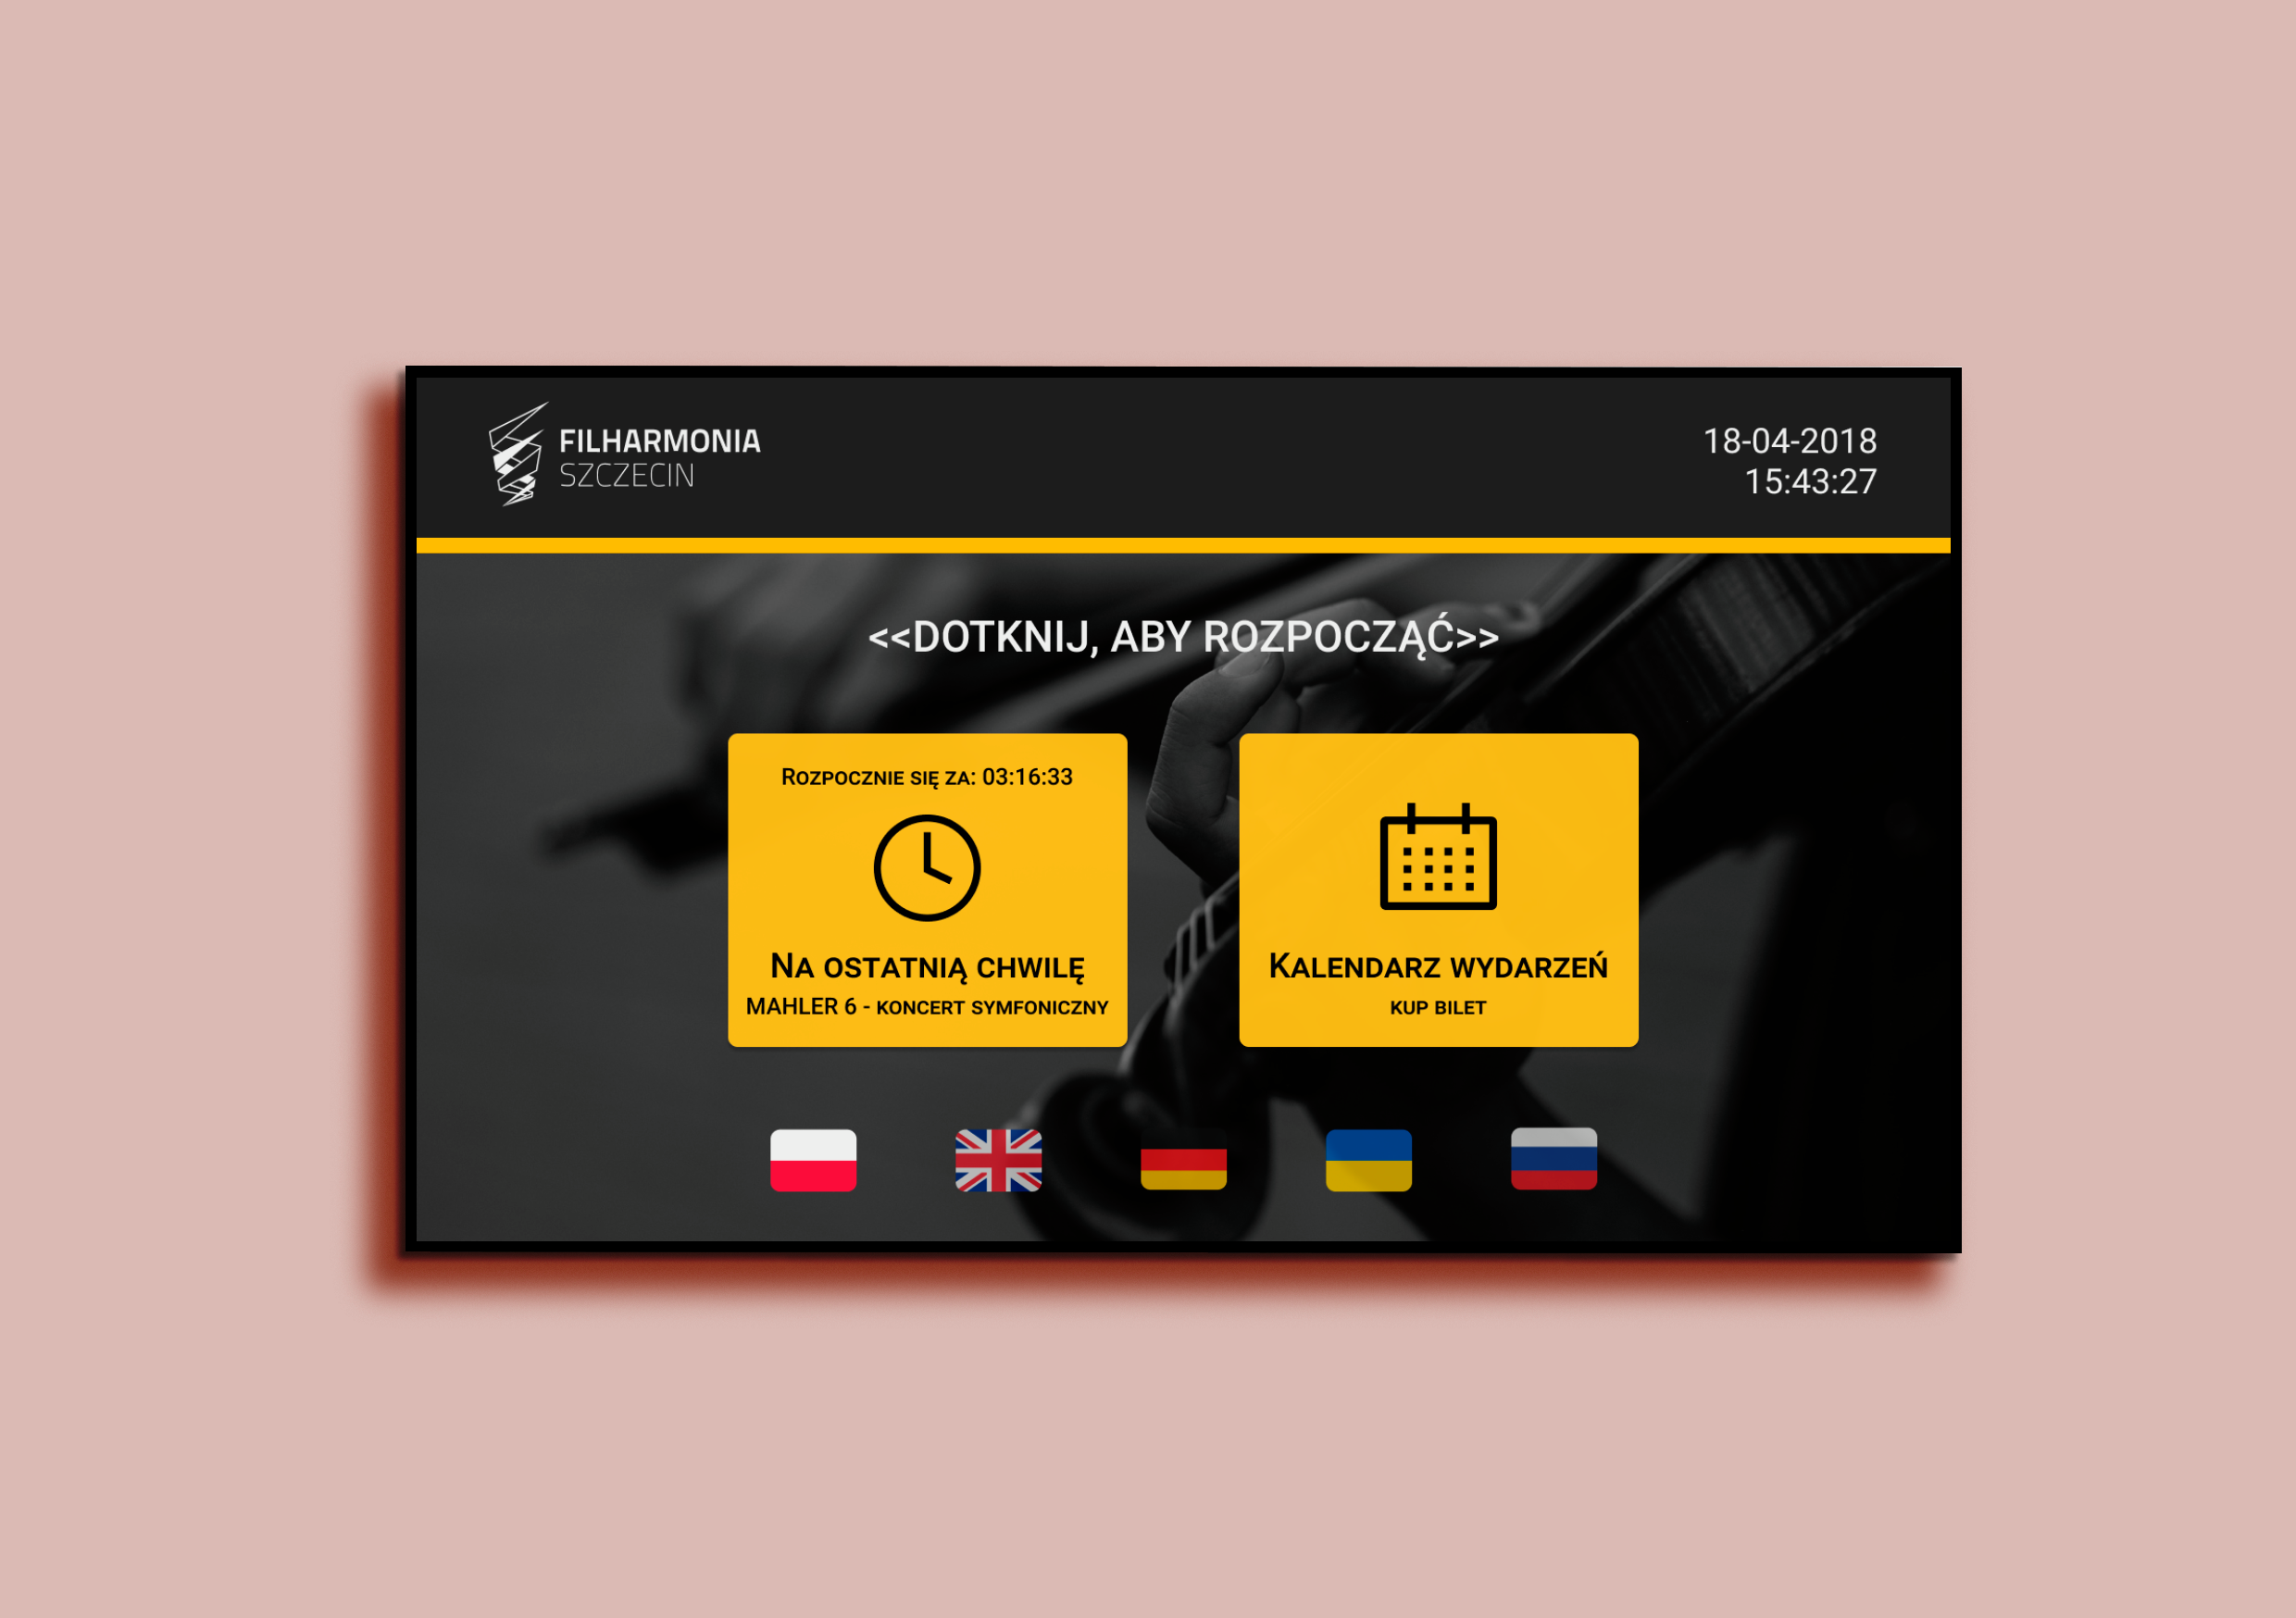 FILHARMONIA
SZCZECIN
18-04-2018
15:43:27
<<DOTKNIJ, ABY ROZPOCZĄĆ>>
Rozpocznie się za: 03:16:33
Na ostatnią chwilę
MAHLER 6 - koncert symfoniczny
Kalendarz wydarzeń
kup bilet